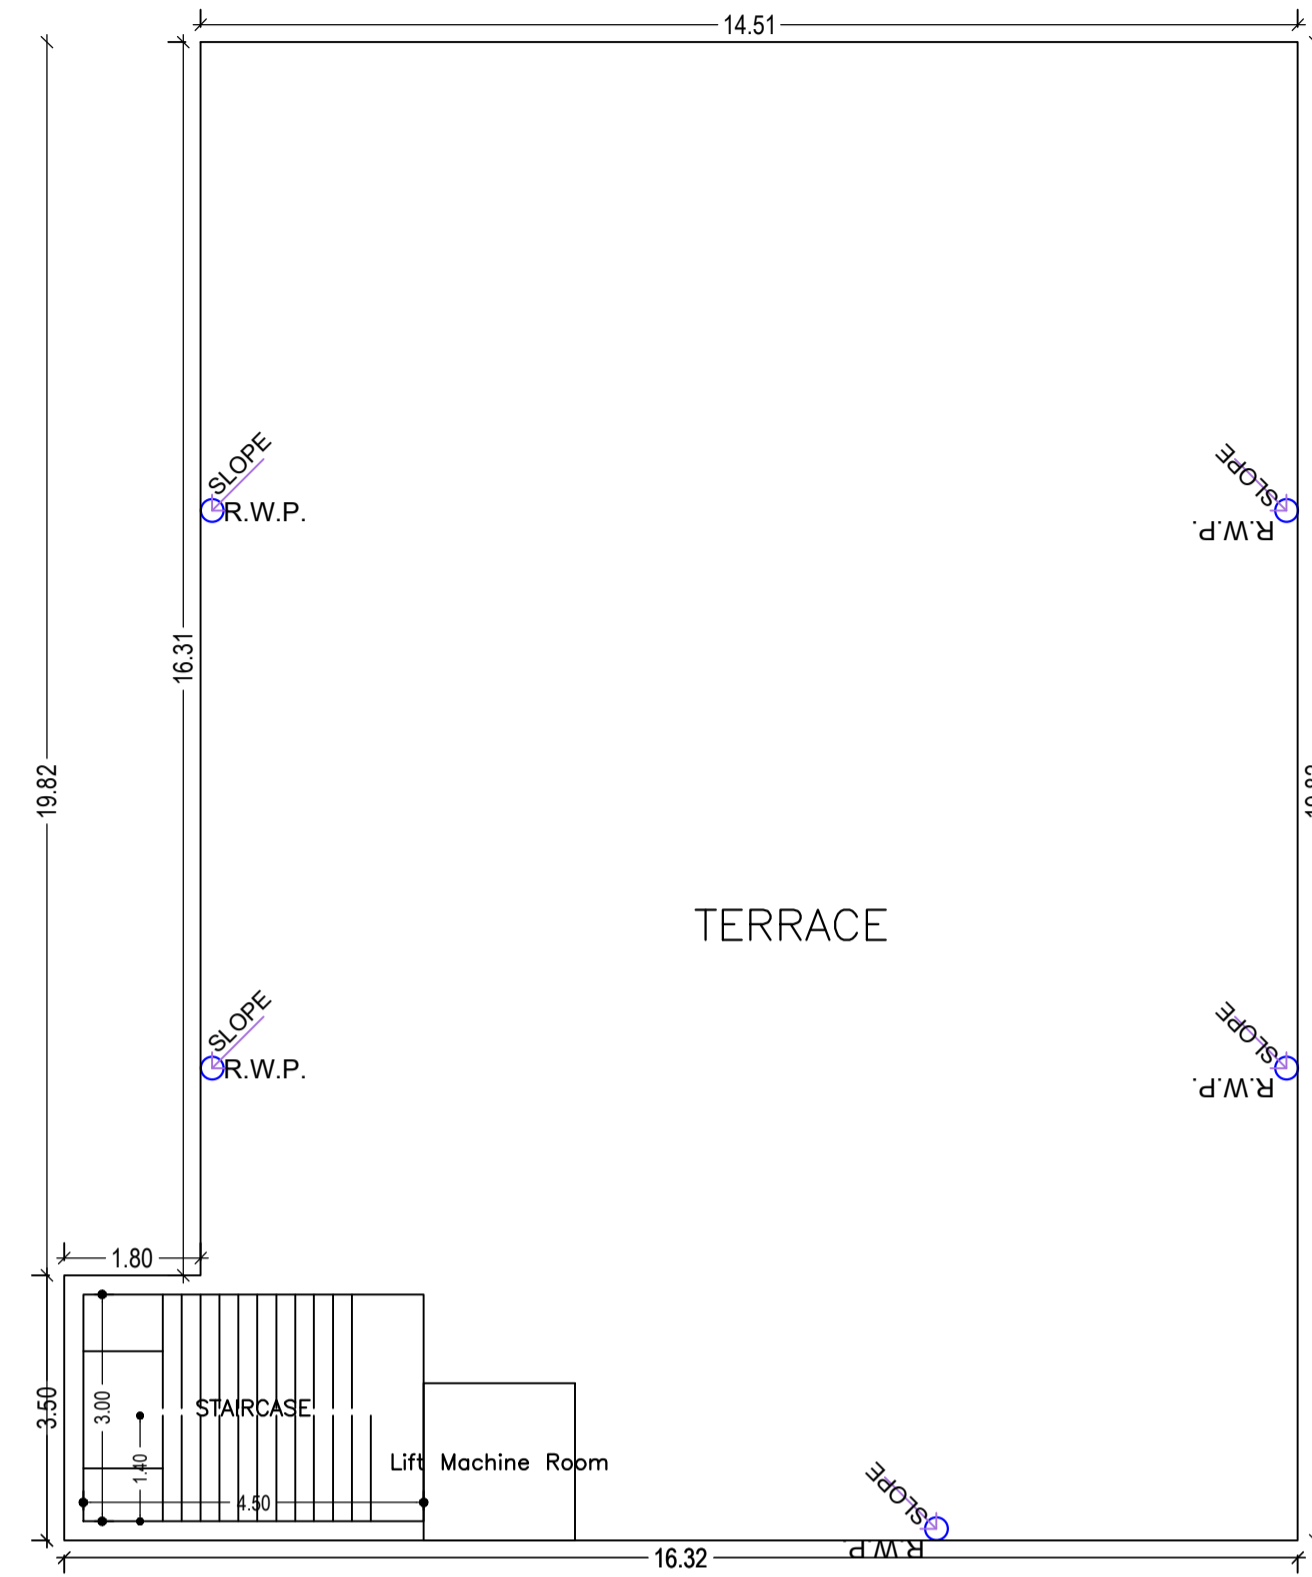 14.51
SLOPE
R.W.P.
SLOPE
R.W.P.
16.31
19.82
TERRACE
SLOPE
R.W.P.
SLOPE
R.W.P.
1.80
3.50
3.00
STAIRCASE
1.40
Lift Machine Room
4.50
SLOPE
R.W.P.
16.32